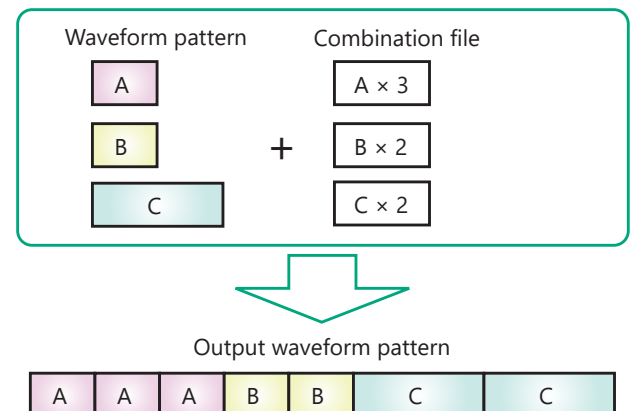 Waveform pattern Combination file
A A × 3
B + B × 2
C C × 2
Output waveform pattern
A A A B B C C